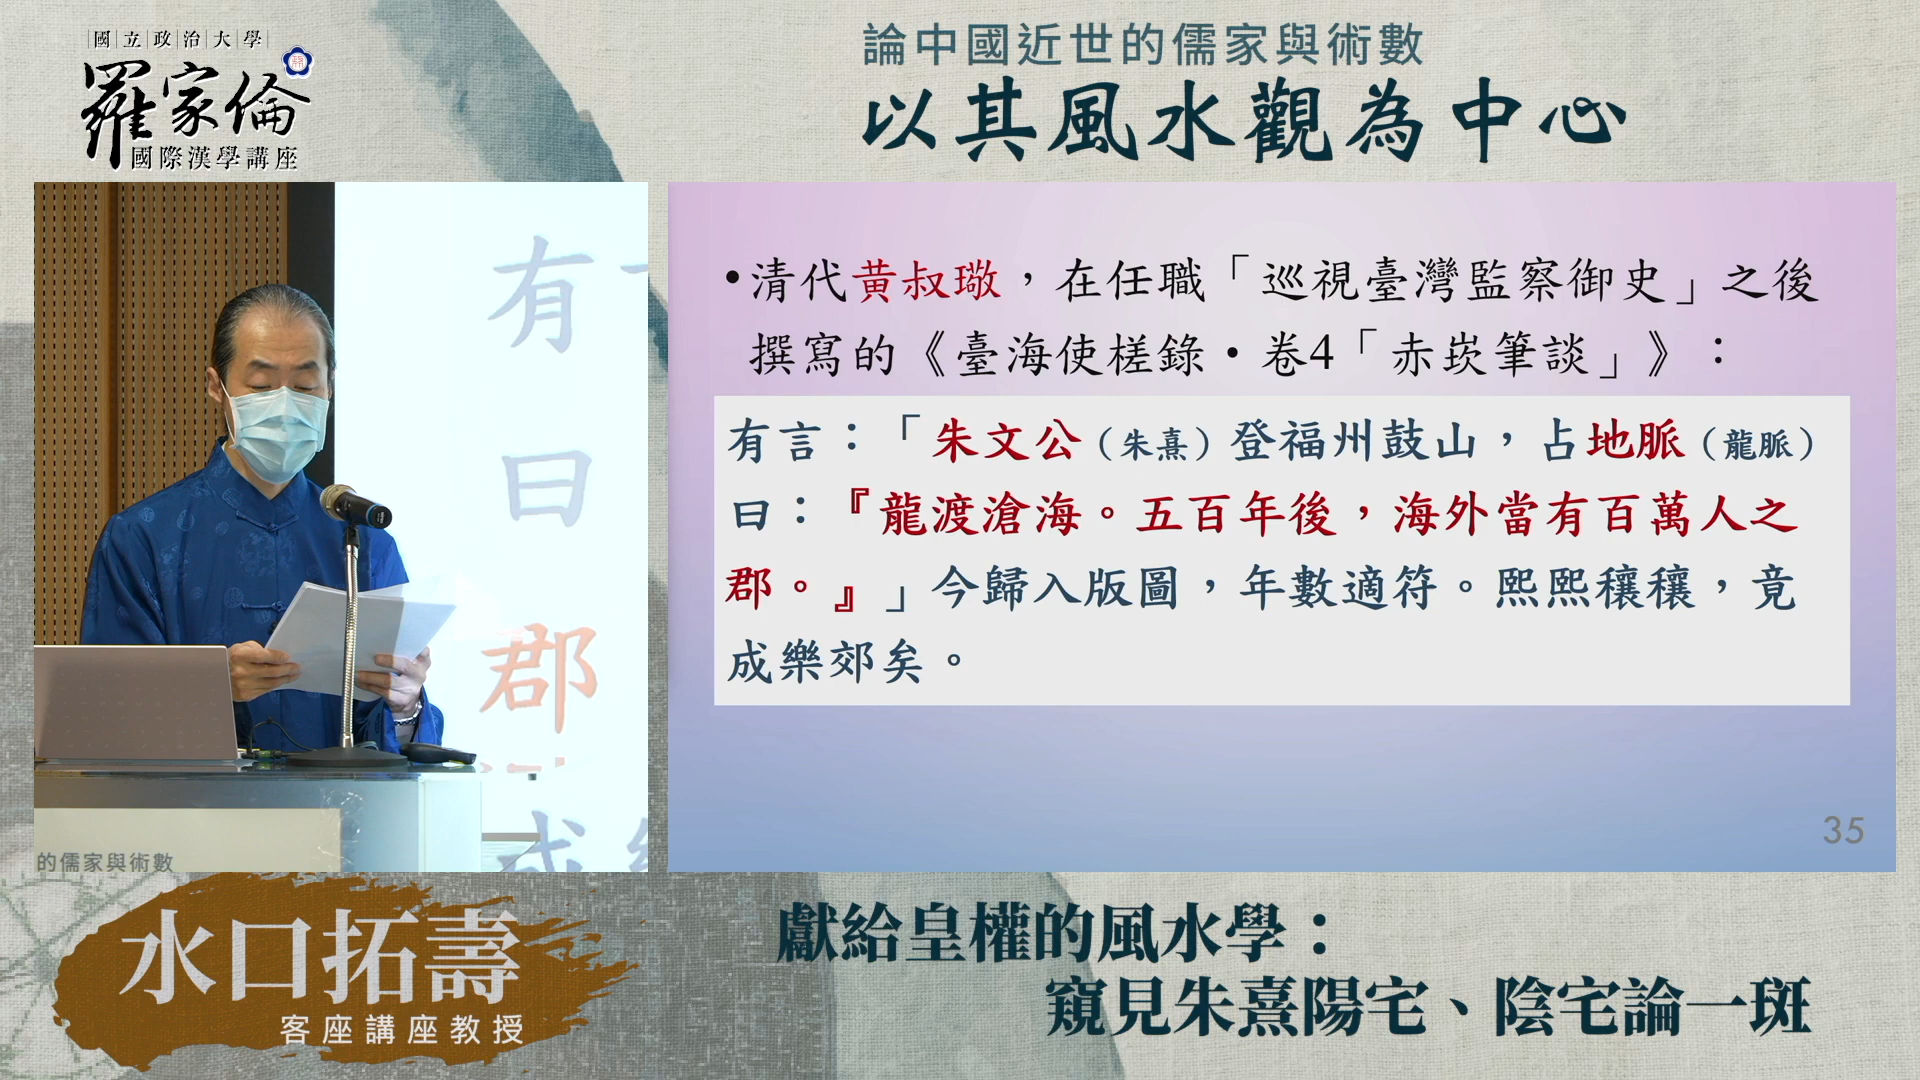 國立政治大學
羅家倫
國際漢學講座
論中國近世的儒家與術數
以其風水觀為中心
有
曰
郡
成
的儒家與術數
•清代黄叔璥，在任職「巡視臺灣監察御史」之後
撰寫的《臺海使槎錄・卷4「赤崁筆談」》：
有言：「朱文公（朱熹）登福州鼓山，占地脈（龍脈）
曰：『龍渡滄海。五百年後，海外當有百萬人之
郡。』」今歸入版圖，年數適符。熙熙穰穰，竟
成樂郊矣。
35
水口拓壽
客座講座教授
獻給皇權的風水學：
窺見朱熹陽宅、陰宅論一斑